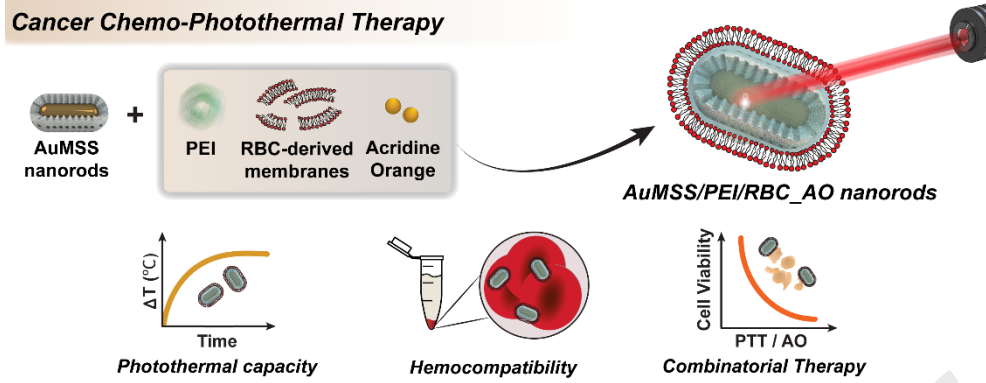 Cancer Chemo-Photothermal Therapy
AuMSS
nanorods
+
PEI
RBC-derived
membranes
Acridine
Orange
AuMSS/PEI/RBC_AO nanorods
ΔT (ºC)
Time
Photothermal capacity
Hemocompatibility
Cell Viability
PTT / AO
Combinatorial Therapy